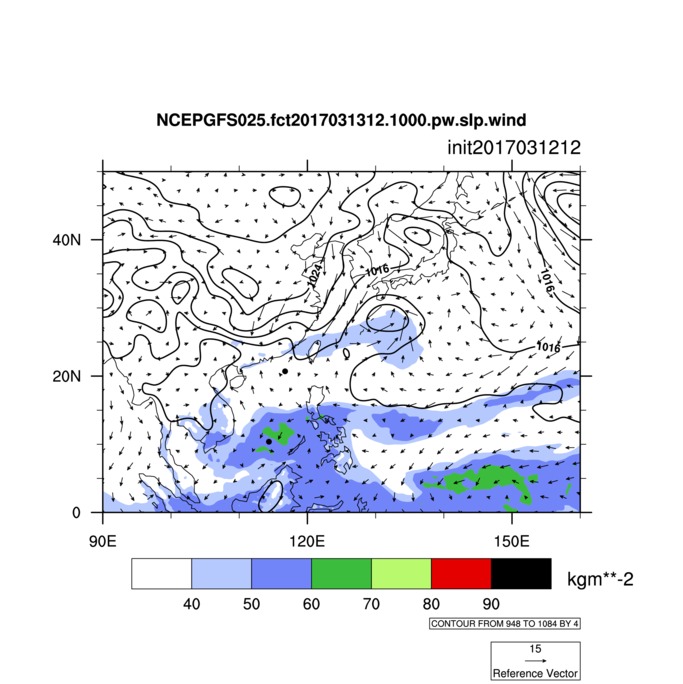 NCEPGFS025.fct2017031312.1000.pw.slp.wind
init2017031212
40N
20N
0
1024
1016
1016
1016
90E 120E 150E
40 50 60 70 80 90
kgm**-2
CONTOUR FROM 948 TO 1084 BY 4
15
Reference Vector